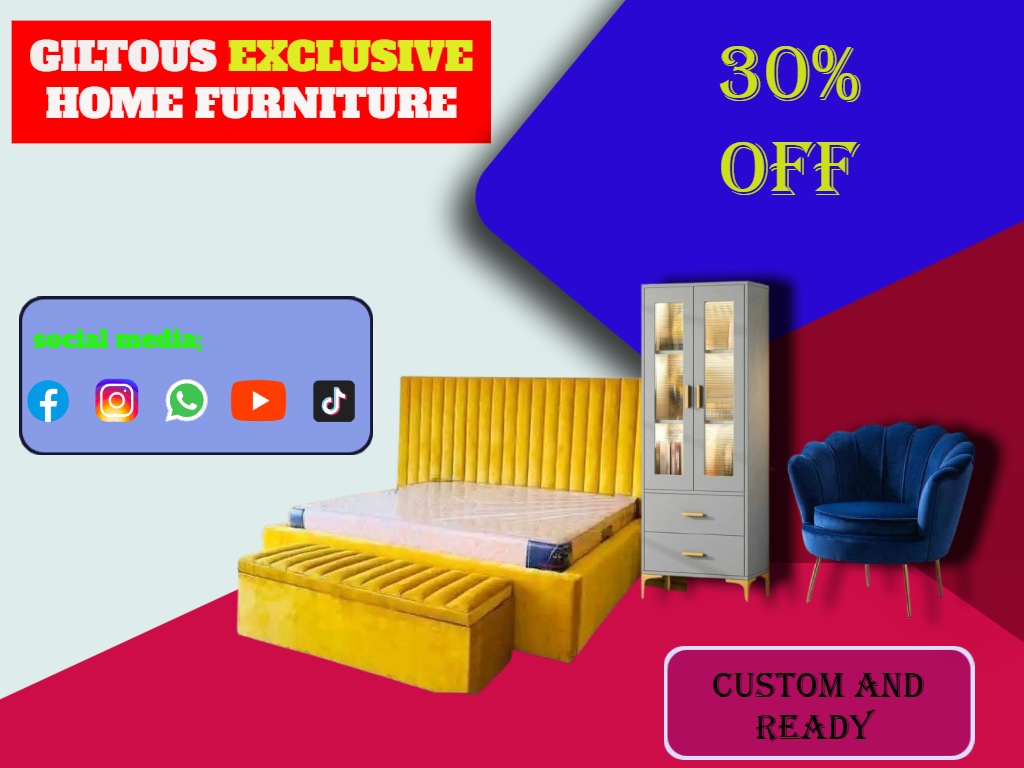 GILTOUS EXCLUSIVE
HOME FURNITURE
30%
OFF
social media;
CUSTOM AND
READY